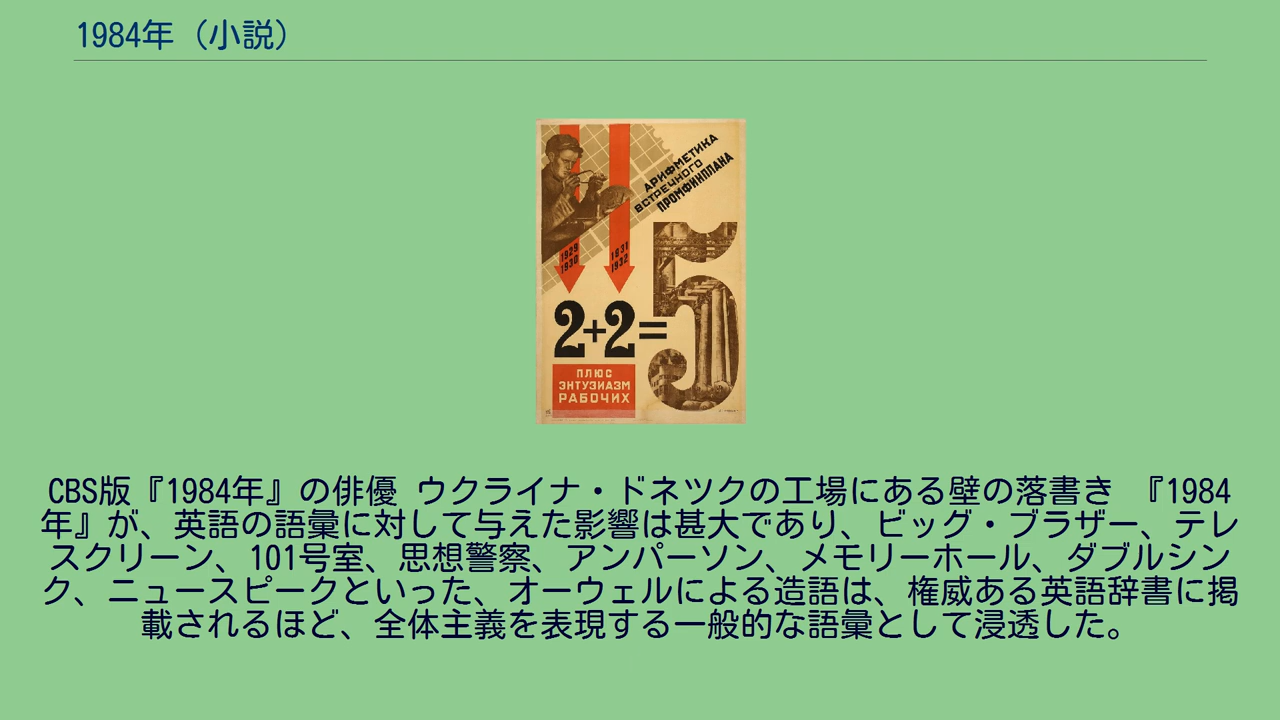 1984年（小説）
АРИФМЕТИКА
ВСТРЕЧНОГО
ПРОМФИНПЛАНА
1929
1930
1931
1932
2+2=5
ПЛЮС
ЭНТУЗИАЗМ
РАБОЧИХ
CBS版『1984年』の俳優 ウクライナ・ドネツクの工場にある壁の落書き 『1984
年』が、英語の語彙に対して与えた影響は甚大であり、ビッグ・ブラザー、テレ
スクリーン、101号室、思想警察、アンパーソン、メモリーホール、ダブルシン
ク、ニュースピークといった、オーウェルによる造語は、権威ある英語辞書に掲
載されるほど、全体主義を表現する一般的な語彙として浸透した。